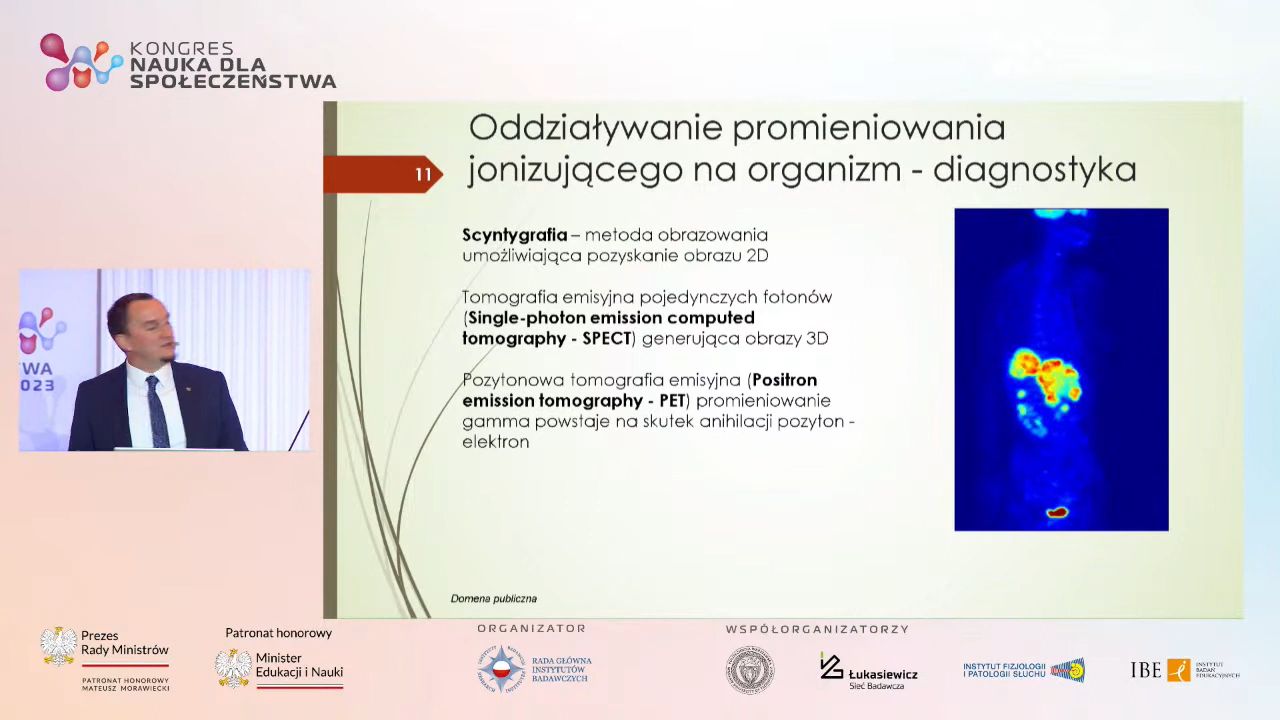 KONGRES
NAUKA DLA
SPOŁECZEŃSTWA
Oddziaływanie promieniowania
jonizującego na organizm - diagnostyka
11
Scyntygrafia – metoda obrazowania
umożliwiająca pozyskanie obrazu 2D
Tomografia emisyjna pojedynczych fotonów
(Single-photon emission computed
tomography - SPECT) generująca obrazy 3D
Pozytonowa tomografia emisyjna (Positron
emission tomography - PET) promieniowanie
gamma powstaje na skutek anihilacji pozyton -
elektron
WA
023
Domena publiczna
Prezes
Rady Ministrów
PATRONAT HONOROWY
MATEUSZ MORAWIECKI
Patronat honorowy
Minister
Edukacji i Nauki
ORGANIZATOR
RADA GŁÓWNA
INSTYTUTÓW
BADAWCZYCH
WSPÓŁORGANIZATORZY
Łukasiewicz
Sieć Badawcza
INSTYTUT FIZJOLOGII
I PATOLOGII SŁUCHU
IBE
INSTYTUT
BADAŃ
EDUKACYJNYCH